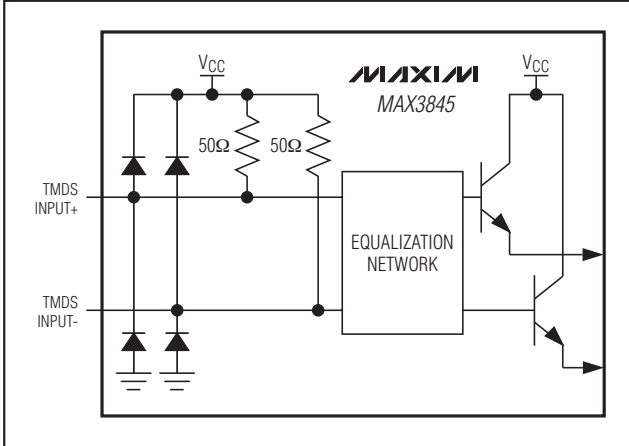 VCC
VCC
MAXIM
MAX3845
50Ω
50Ω
TMDS
INPUT+
EQUALIZATION
NETWORK
TMDS
INPUT-